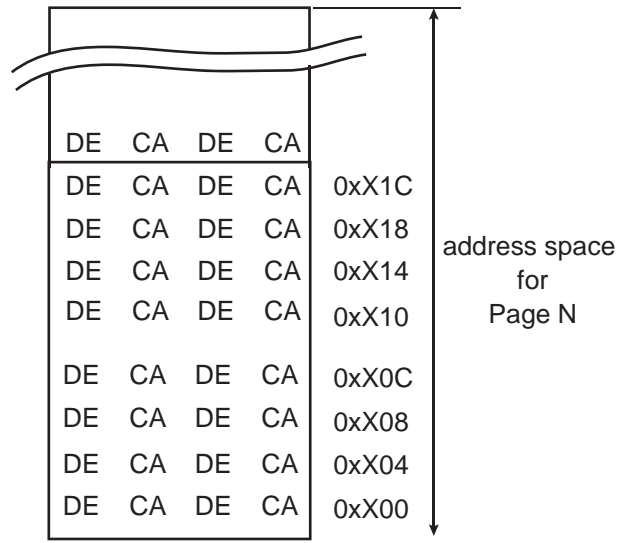 DE CA DE CA
DE CA DE CA 0xX1C
DE CA DE CA 0xX18
DE CA DE CA 0xX14
DE CA DE CA 0xX10
DE CA DE CA 0xX0C
DE CA DE CA 0xX08
DE CA DE CA 0xX04
DE CA DE CA 0xX00
address space
for
Page N